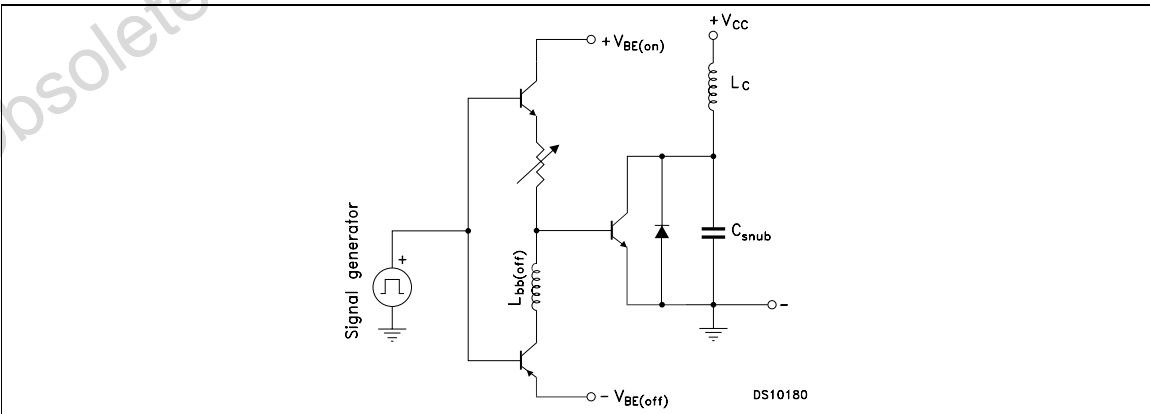 obsolete
+ VCC
+ VBE(on)
LC
Signal generator
+
Lbb(off)
Csnub
-
- VBE(off)
DS10180